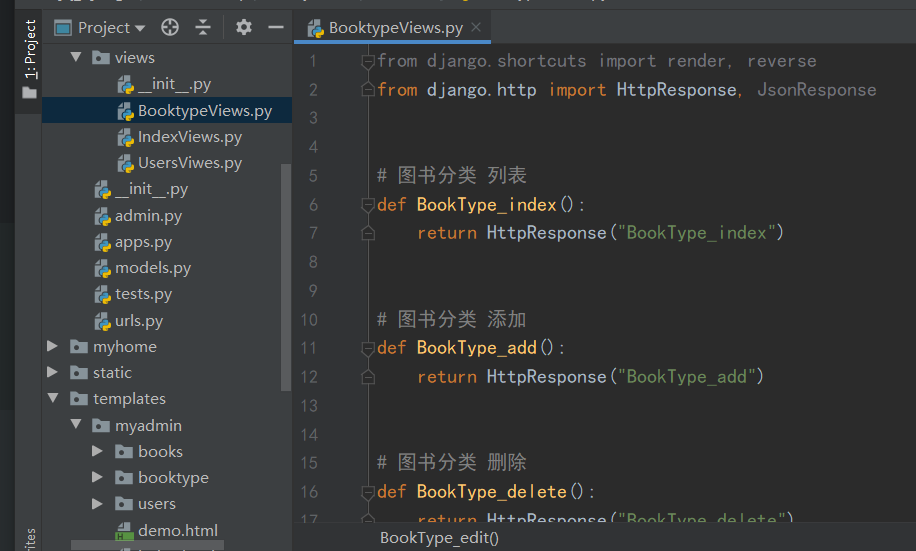 Project
BooktypeViews.py
1: Project
views
__init__.py
BooktypeViews.py
IndexViews.py
UsersViwes.py
__init__.py
admin.py
apps.py
models.py
tests.py
urls.py
myhome
static
templates
myadmin
books
booktype
users
demo.html
1 from django.shortcuts import render, reverse
2 from django.http import HttpResponse, JsonResponse
3
4
5 # 图书分类 列表
6 def BookType_index():
7 return HttpResponse("BookType_index")
8
9
10 # 图书分类 添加
11 def BookType_add():
12 return HttpResponse("BookType_add")
13
14
15 # 图书分类 删除
16 def BookType_delete():
17 return HttpResponse("BookType_delete")
BookType_edit()